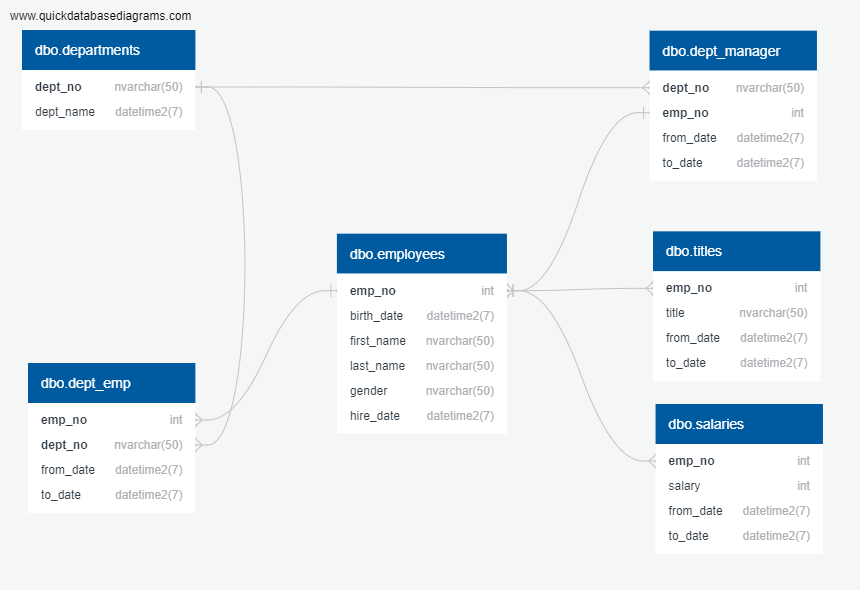 www.quickdatabasediagrams.com
dbo.departments
dept_no nvarchar(50)
dept_name datetime2(7)
dbo.dept_manager
dept_no nvarchar(50)
emp_no int
from_date datetime2(7)
to_date datetime2(7)
dbo.employees
emp_no int
birth_date datetime2(7)
first_name nvarchar(50)
last_name nvarchar(50)
gender nvarchar(50)
hire_date datetime2(7)
dbo.titles
emp_no int
title nvarchar(50)
from_date datetime2(7)
to_date datetime2(7)
dbo.dept_emp
emp_no int
dept_no nvarchar(50)
from_date datetime2(7)
to_date datetime2(7)
dbo.salaries
emp_no int
salary int
from_date datetime2(7)
to_date datetime2(7)